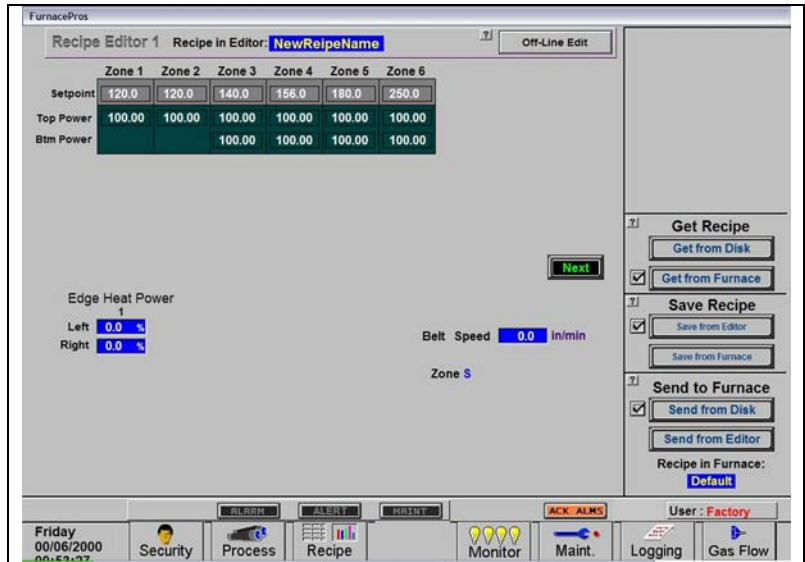 FurnacePros
Recipe Editor 1 Recipe in Editor: NewReipeName ? Off-Line Edit
Zone 1 Zone 2 Zone 3 Zone 4 Zone 5 Zone 6
Setpoint 120.0 120.0 140.0 156.0 180.0 250.0
Top Power 100.00 100.00 100.00 100.00 100.00 100.00
Btm Power 100.00 100.00 100.00 100.00
? Get Recipe
Get from Disk
Next
Get from Furnace
Edge Heat Power
1
Left 0.0 %
Right 0.0 %
Belt Speed 0.0 in/min
Zone S
? Save Recipe
Save from Editor
Save from Furnace
? Send to Furnace
Send from Disk
Send from Editor
Recipe in Furnace:
Default
ALARM ALERT MAINT ACK ALMS User : Factory
Friday
00/06/2000
Security Process Recipe Monitor Maint. Logging Gas Flow